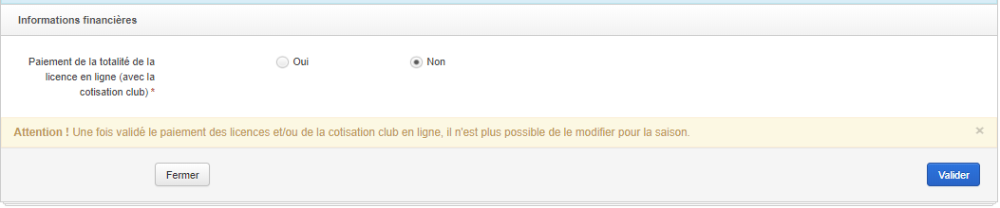 Informations financières
Paiement de la totalité de la
licence en ligne (avec la
cotisation club) *
Oui
Non
Attention ! Une fois validé le paiement des licences et/ou de la cotisation club en ligne, il n'est plus possible de le modifier pour la saison.
×
Fermer
Valider